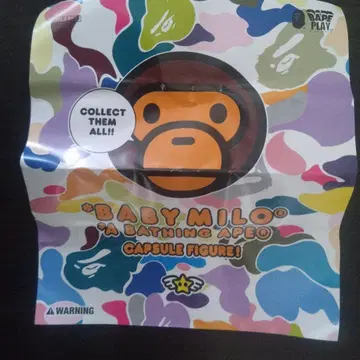 BAPE
PLAY
COLLECT
THEM
ALL!!
*BABY MILO®
*A BATHING APE®
CAPSULE FIGURE!
⚠ WARNING